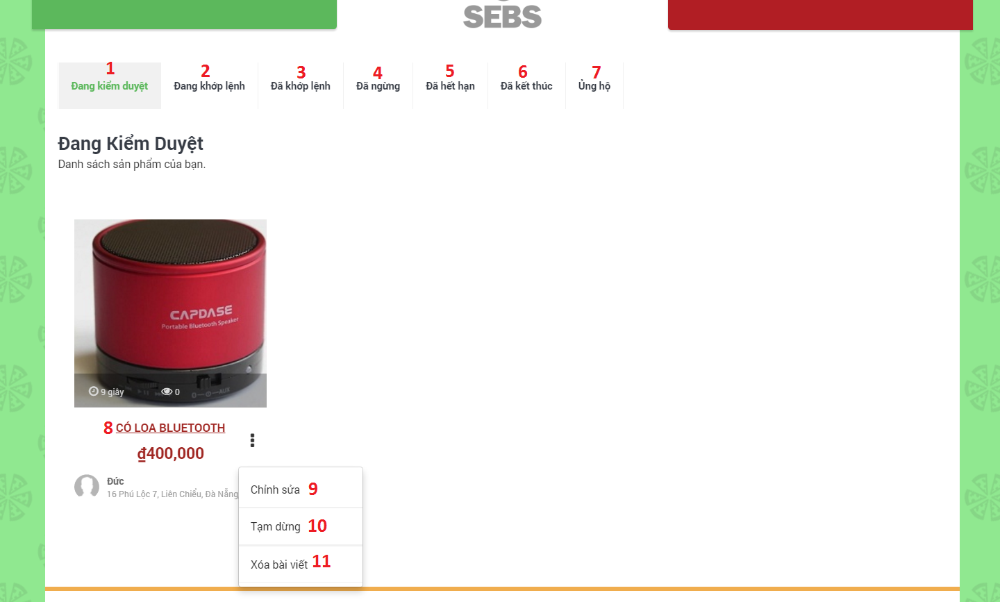 SEBS
1 2 3 4 5 6 7
Đang kiểm duyệt Đang khớp lệnh Đã khớp lệnh Đã ngừng Đã hết hạn Đã kết thúc Ủng hộ
Đang Kiểm Duyệt
Danh sách sản phẩm của bạn.
CAPDASE
Portable Bluetooth Speaker
AUX
9 giây 0
8 CÓ LOA BLUETOOTH
₫400,000
Đức
16 Phú Lộc 7, Liên Chiểu, Đà Nẵng
Chỉnh sửa 9
Tạm dừng 10
Xóa bài viết 11